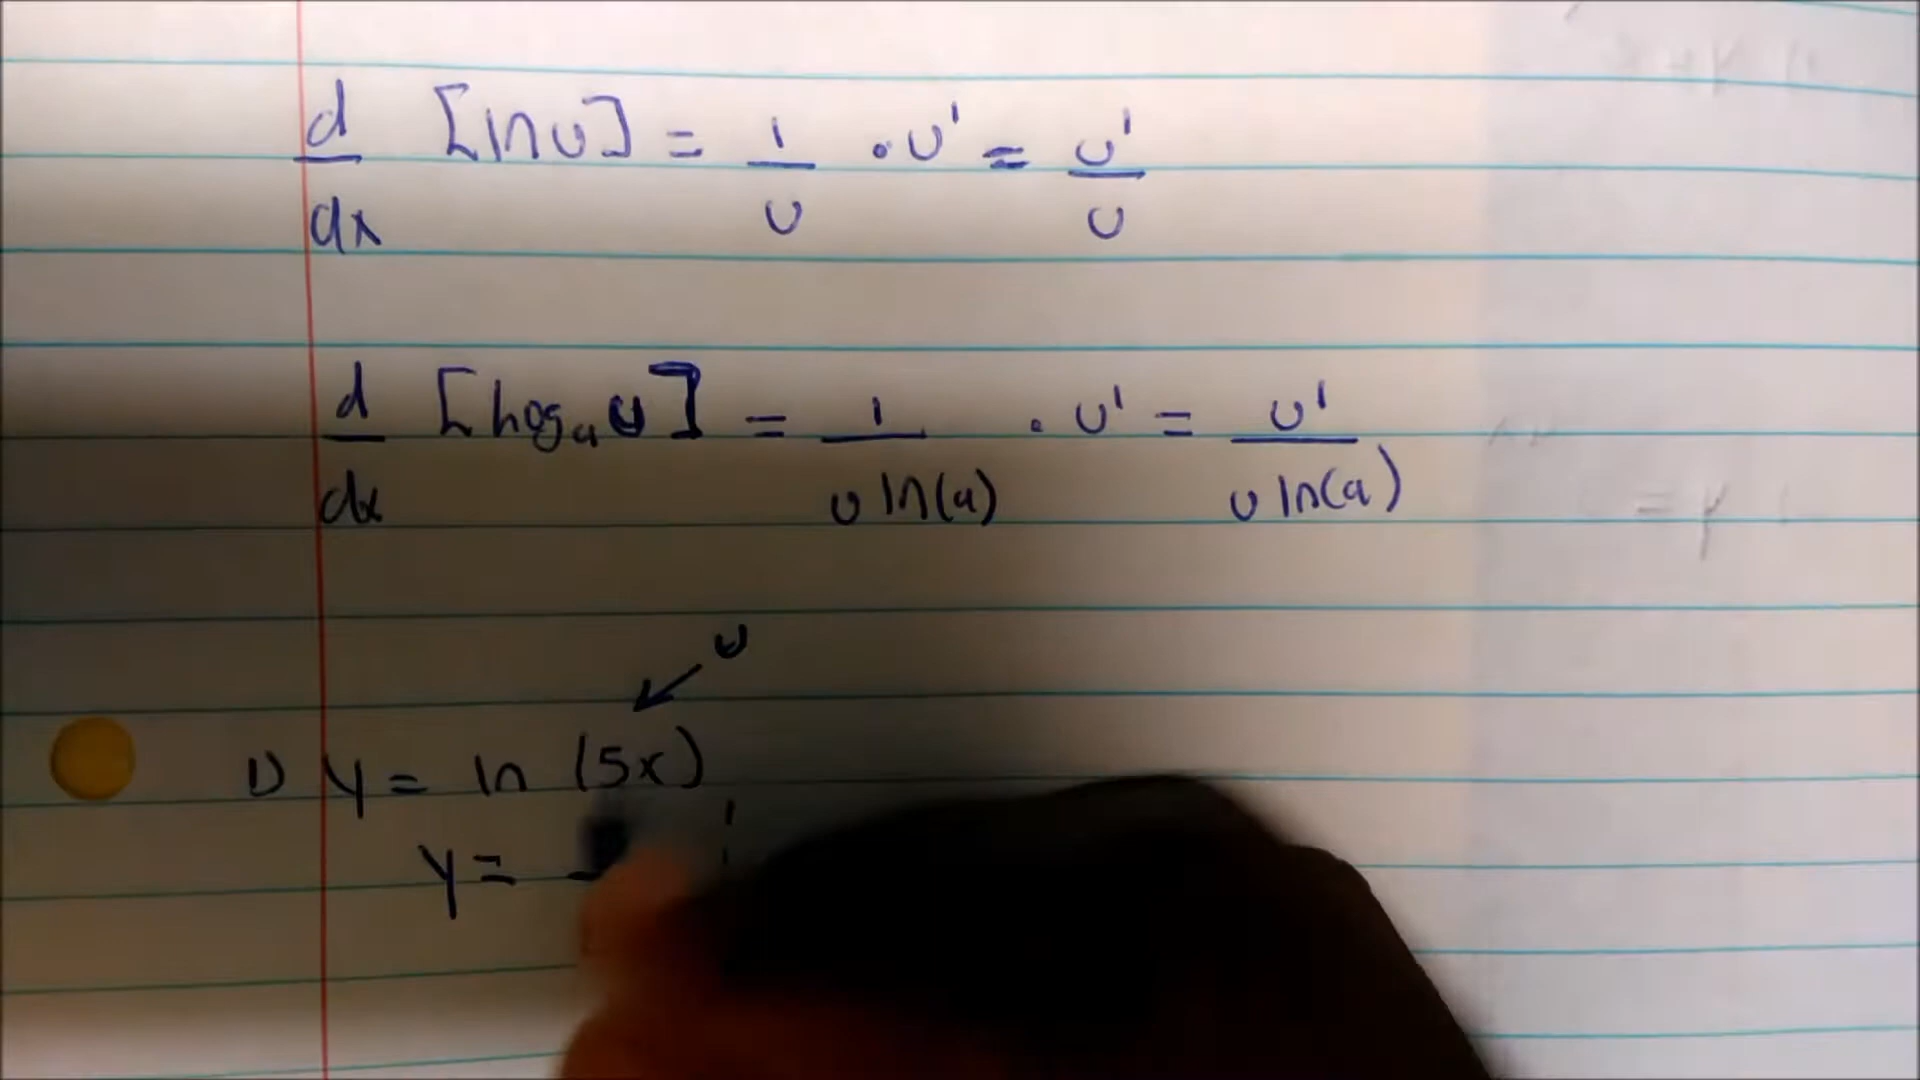 d/dx [ln u] = 1/u · u' = u'/u
d/dx [log_a u] = 1/(u ln(a)) · u' = u'/(u ln(a))
u
1) y = ln (5x)
y =